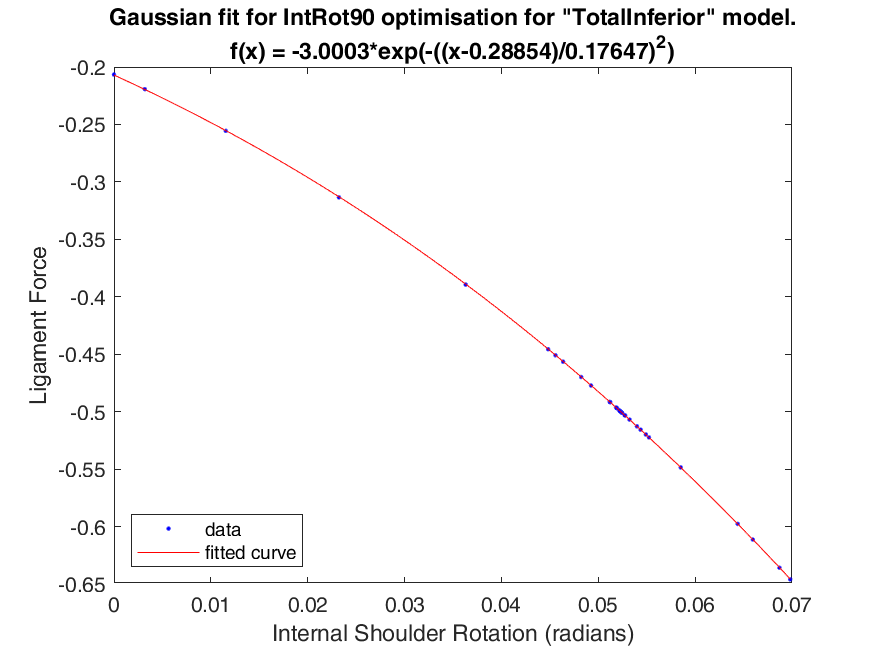 Gaussian fit for IntRot90 optimisation for "TotalInferior" model.
f(x) = -3.0003*exp(-((x-0.28854)/0.17647)²)
-0.2
-0.25
-0.3
-0.35
-0.4
-0.45
-0.5
-0.55
-0.6
-0.65
Ligament Force
data
fitted curve
0 0.01 0.02 0.03 0.04 0.05 0.06 0.07
Internal Shoulder Rotation (radians)